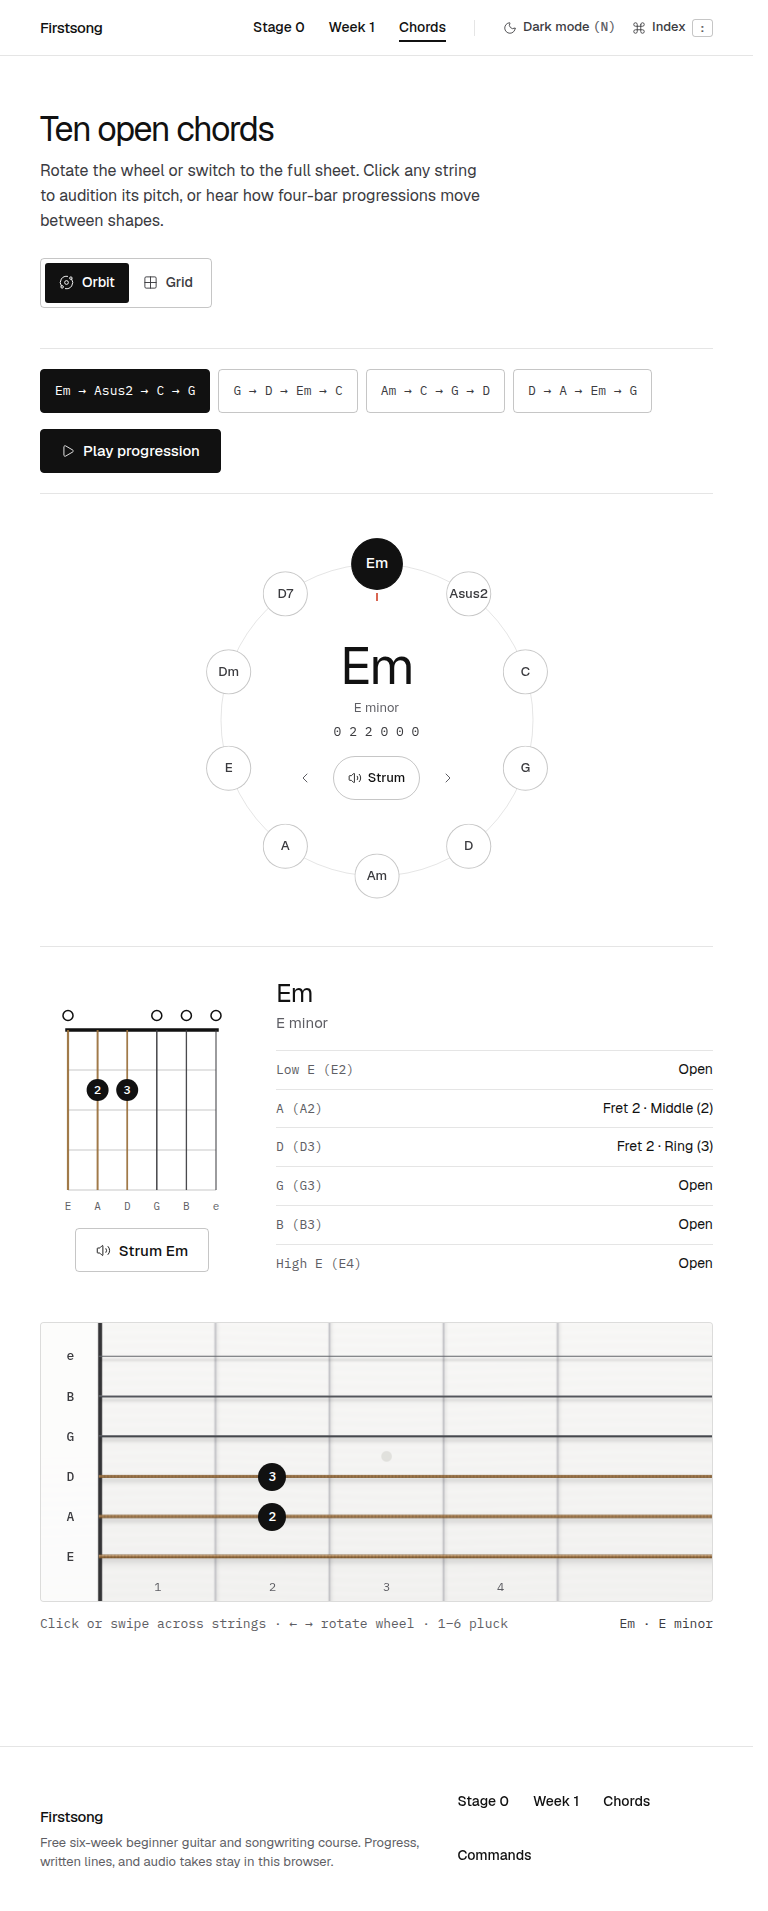 Firstsong
Stage 0 Week 1 Chords Dark mode (N) Index :
Ten open chords
Rotate the wheel or switch to the full sheet. Click any string
to audition its pitch, or hear how four-bar progressions move
between shapes.
Orbit Grid
Em → Asus2 → C → G
G → D → Em → C
Am → C → G → D
D → A → Em → G
Play progression
Em
D7
Asus2
Dm
Em
C
E minor
0 2 2 0 0 0
E
Strum
G
A
D
Am
Em
E minor
2 3
E A D G B e
Strum Em
Low E (E2) Open
A (A2) Fret 2 · Middle (2)
D (D3) Fret 2 · Ring (3)
G (G3) Open
B (B3) Open
High E (E4) Open
e
B
G
D 3
A 2
E
1 2 3 4
Click or swipe across strings · ← → rotate wheel · 1–6 pluck
Em · E minor
Firstsong
Free six-week beginner guitar and songwriting course. Progress,
written lines, and audio takes stay in this browser.
Stage 0 Week 1 Chords
Commands